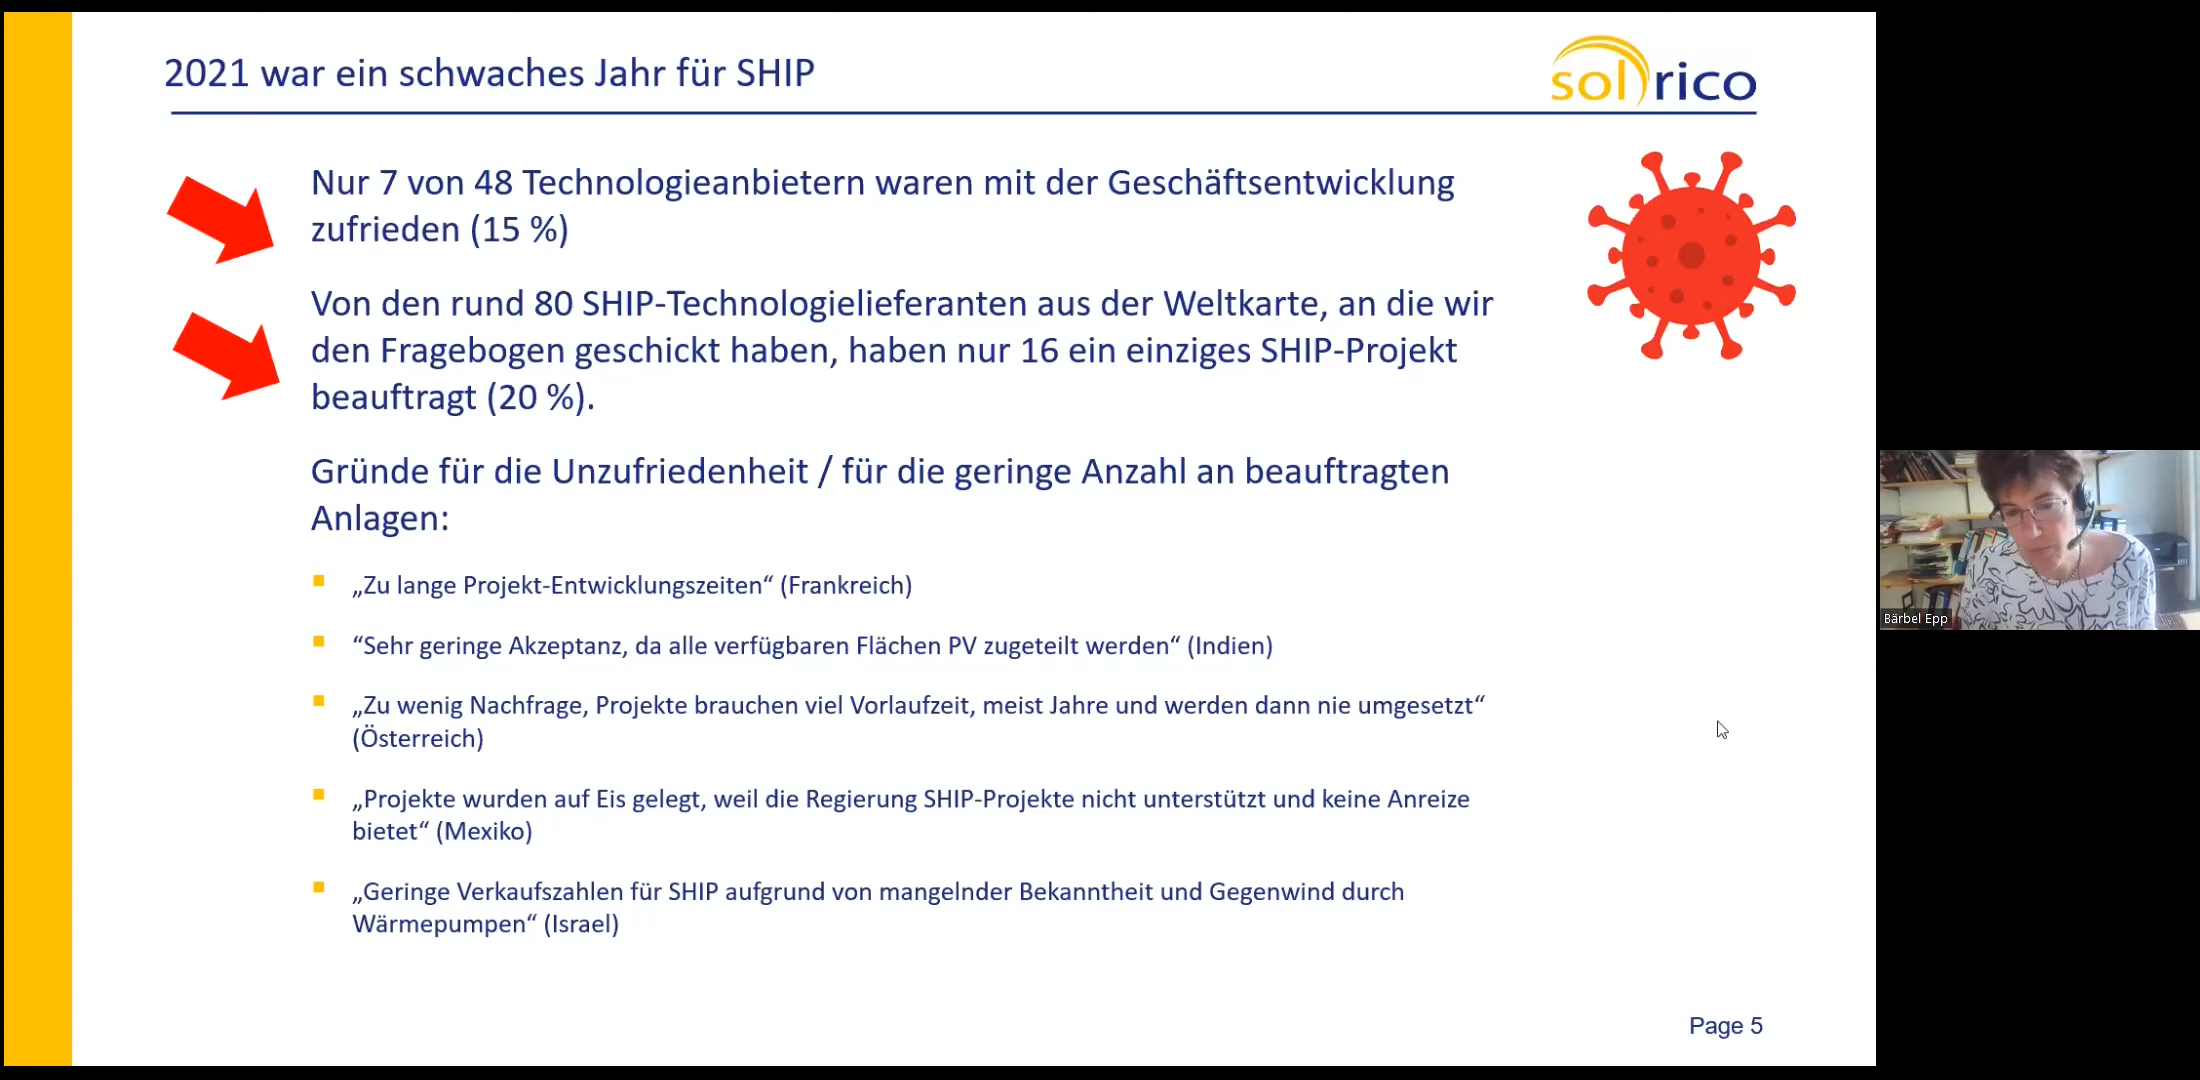 2021 war ein schwaches Jahr für SHIP
solrico
Nur 7 von 48 Technologieanbietern waren mit der Geschäftsentwicklung
zufrieden (15 %)
Von den rund 80 SHIP-Technologielieferanten aus der Weltkarte, an die wir
den Fragebogen geschickt haben, haben nur 16 ein einziges SHIP-Projekt
beauftragt (20 %).
Gründe für die Unzufriedenheit / für die geringe Anzahl an beauftragten
Anlagen:
„Zu lange Projekt-Entwicklungszeiten“ (Frankreich)
“Sehr geringe Akzeptanz, da alle verfügbaren Flächen PV zugeteilt werden“ (Indien)
„Zu wenig Nachfrage, Projekte brauchen viel Vorlaufzeit, meist Jahre und werden dann nie umgesetzt“
(Österreich)
„Projekte wurden auf Eis gelegt, weil die Regierung SHIP-Projekte nicht unterstützt und keine Anreize
bietet“ (Mexiko)
„Geringe Verkaufszahlen für SHIP aufgrund von mangelnder Bekanntheit und Gegenwind durch
Wärmepumpen“ (Israel)
Page 5
Bärbel Epp